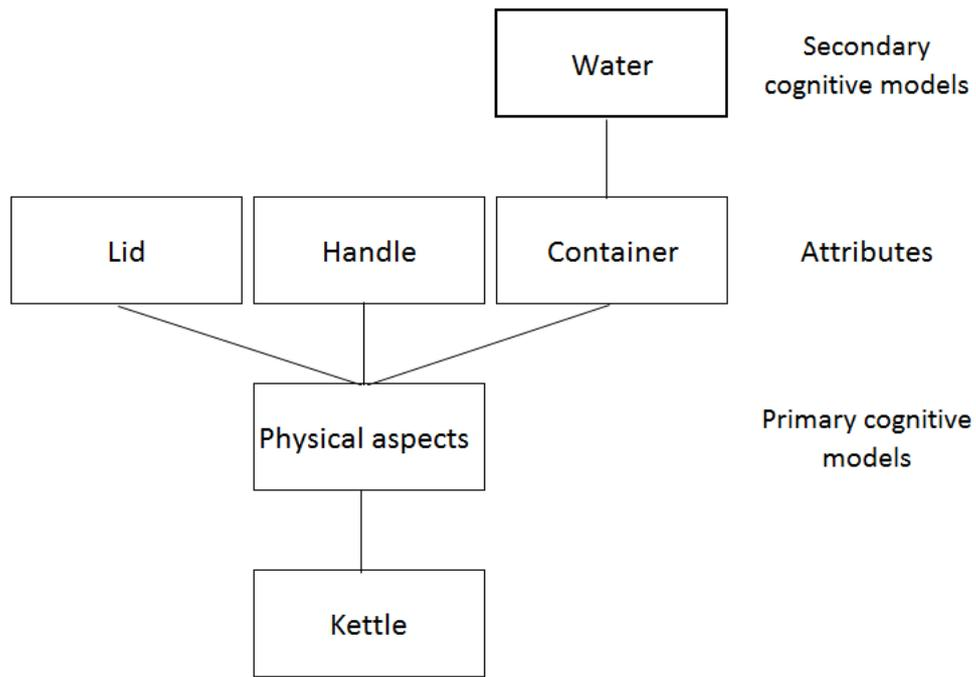 Water
Secondary
cognitive models
Lid
Handle
Container
Attributes
Physical aspects
Primary cognitive
models
Kettle